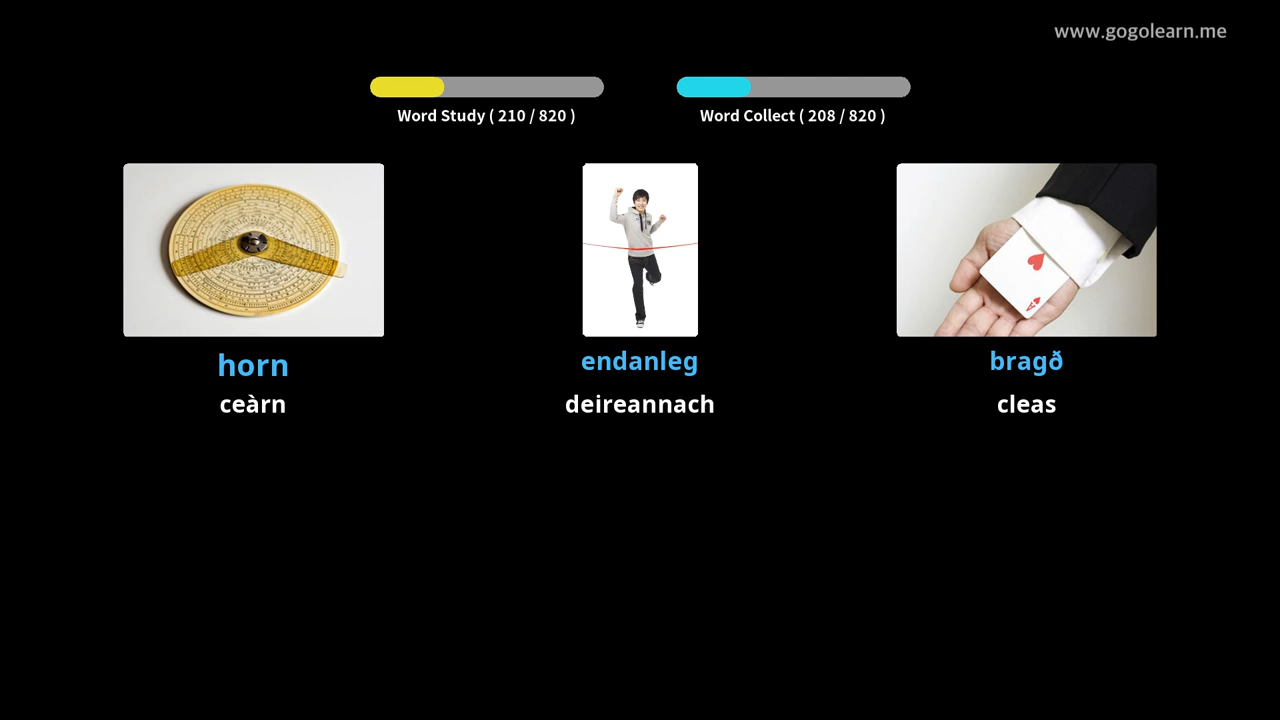 www.gogolearn.me
Word Study ( 210 / 820 )
Word Collect ( 208 / 820 )
horn
endanleg
bragð
ceàrn
deireannach
cleas
A